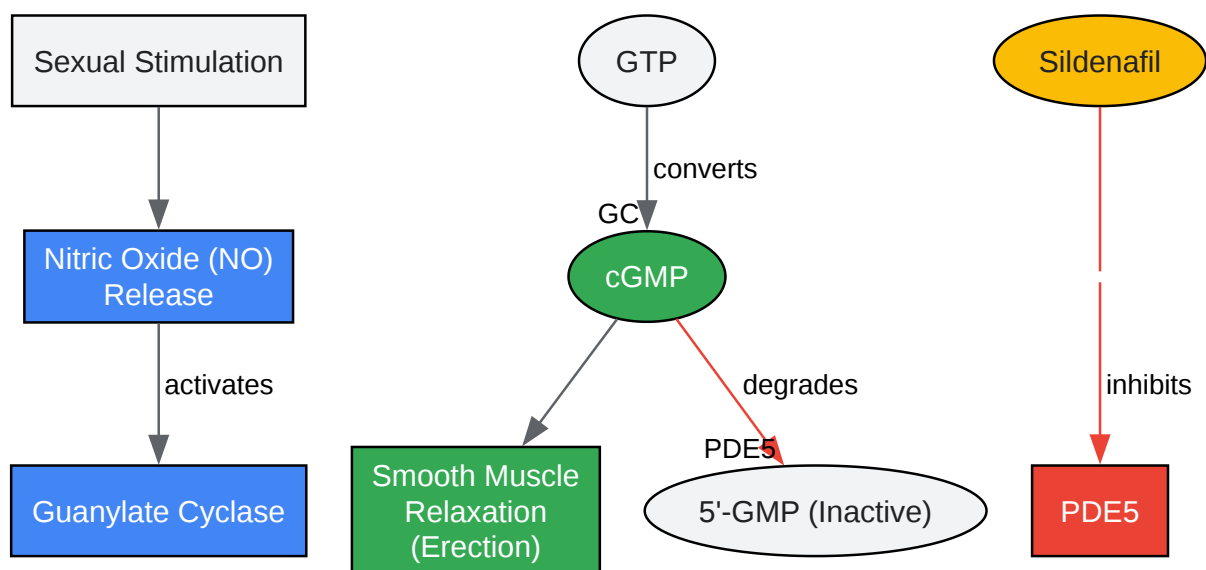 Sexual Stimulation
GTP
Sildenafil
converts
GC
Nitric Oxide (NO)
Release
cGMP
activates
degrades
inhibits
PDE5
Guanylate Cyclase
Smooth Muscle
Relaxation
(Erection)
5'-GMP (Inactive)
PDE5